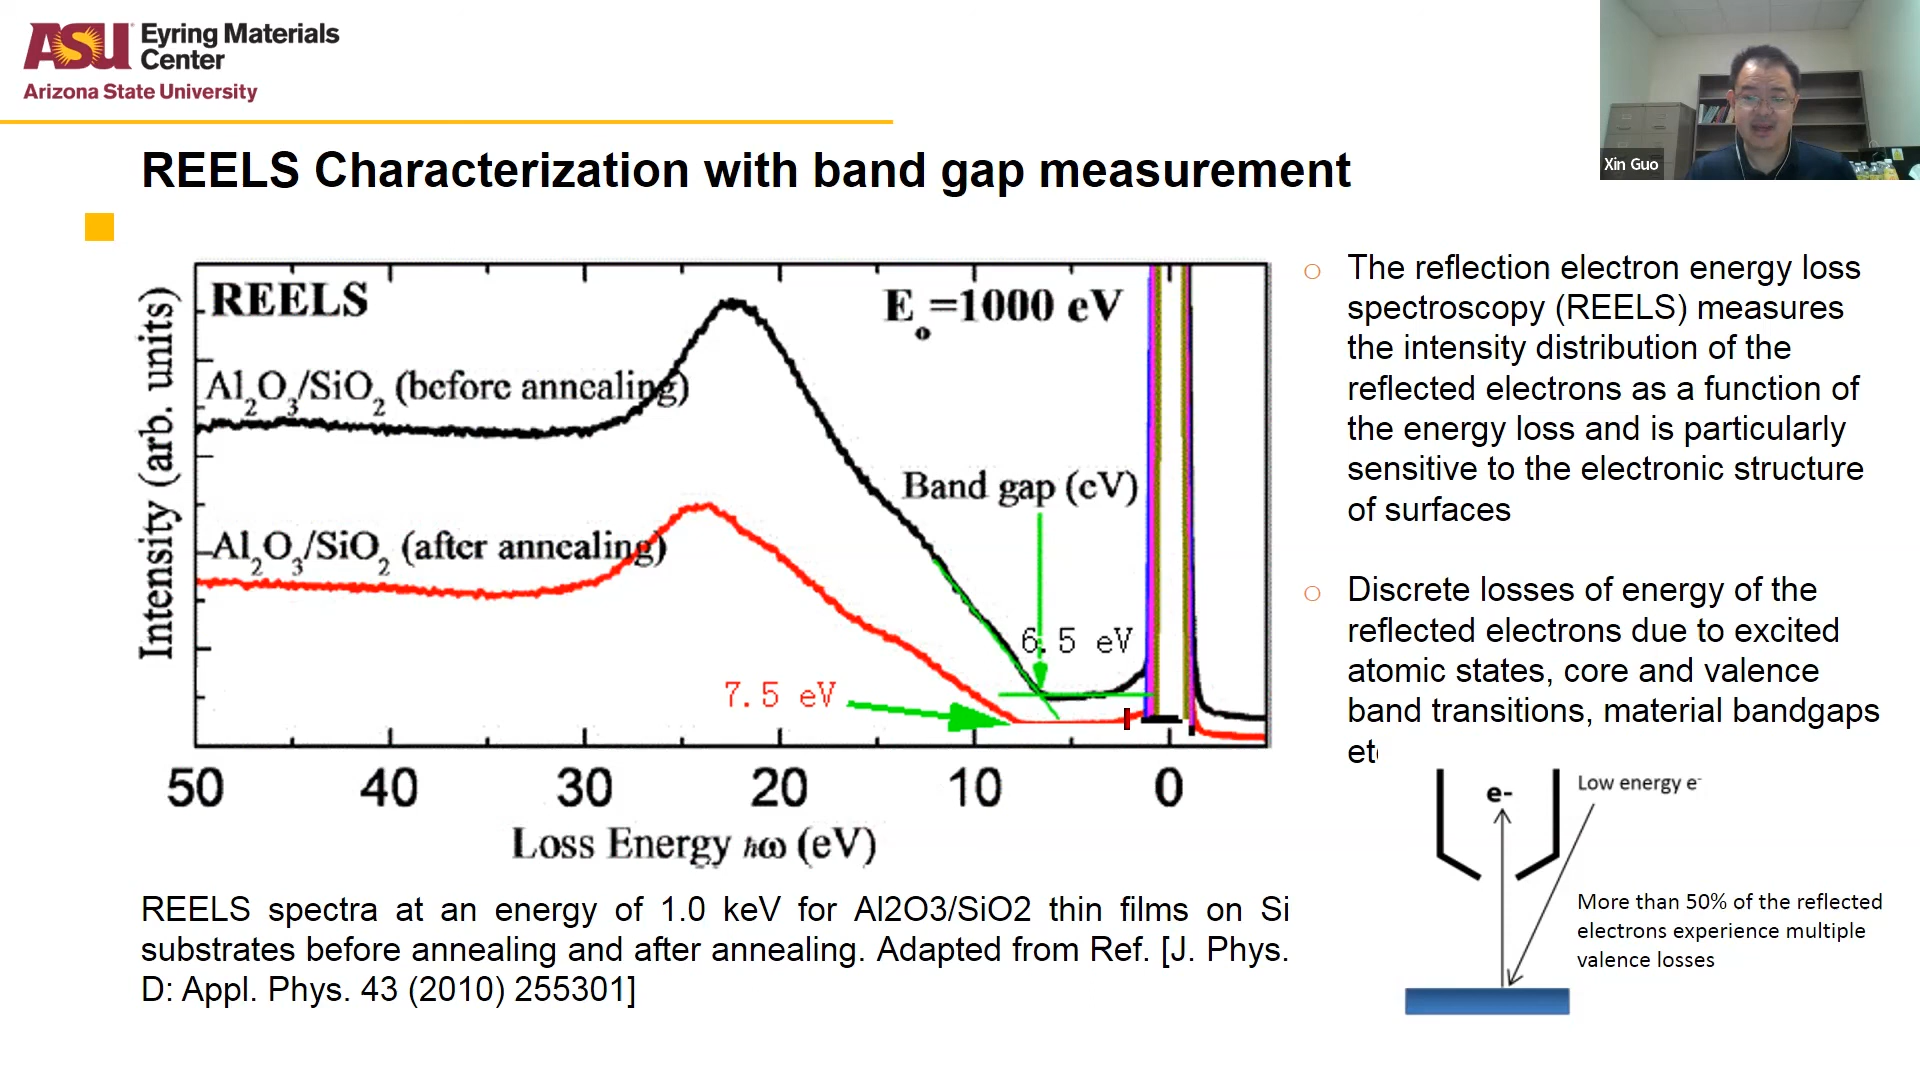 ASU Eyring Materials
Center
Arizona State University
Xin Guo
REELS Characterization with band gap measurement
REELS
E₀=1000 eV
Al₂O₃/SiO₂ (before annealing)
Band gap (eV)
Al₂O₃/SiO₂ (after annealing)
6.5 eV
7.5 eV
Intensity (arb. units)
50 40 30 20 10 0
Loss Energy ħω (eV)
REELS spectra at an energy of 1.0 keV for Al2O3/SiO2 thin films on Si
substrates before annealing and after annealing. Adapted from Ref. [J. Phys.
D: Appl. Phys. 43 (2010) 255301]
The reflection electron energy loss
spectroscopy (REELS) measures
the intensity distribution of the
reflected electrons as a function of
the energy loss and is particularly
sensitive to the electronic structure
of surfaces
Discrete losses of energy of the
reflected electrons due to excited
atomic states, core and valence
band transitions, material bandgaps
etc
e-
Low energy e⁻
More than 50% of the reflected
electrons experience multiple
valence losses